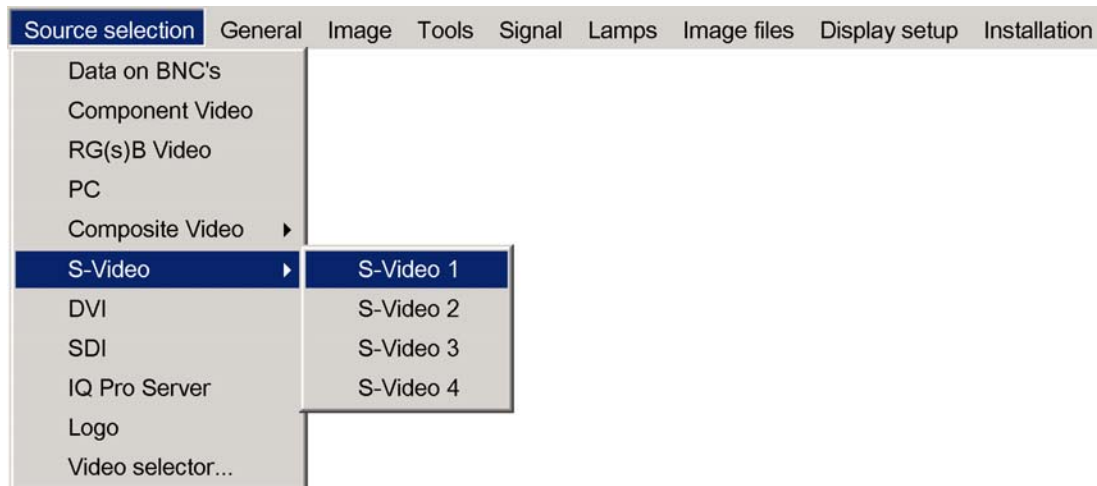 Source selection General Image Tools Signal Lamps Image files Display setup Installation
Data on BNC's
Component Video
RG(s)B Video
PC
Composite Video
S-Video
S-Video 1
S-Video 2
S-Video 3
S-Video 4
DVI
SDI
IQ Pro Server
Logo
Video selector...